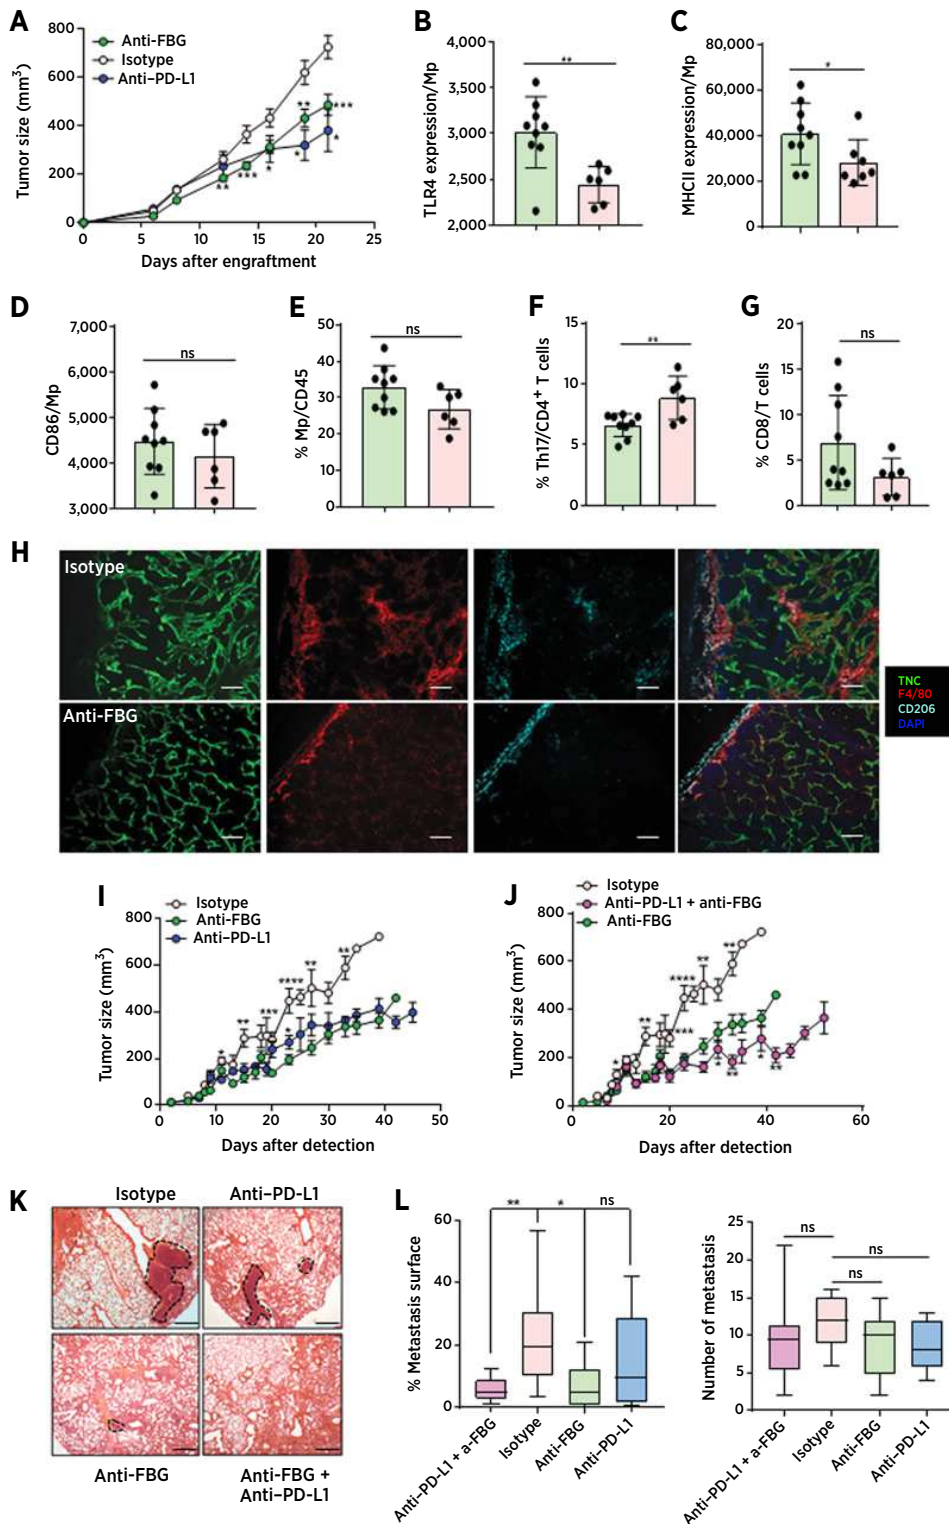 A
Anti-FBG
Isotype
Anti–PD-L1
Tumor size (mm³)
800
600
400
200
0
0
5
10
15
20
25
** *** * ** * *** *
Days after engraftment
B
TLR4 expression/Mp
4,000
3,500
3,000
2,500
2,000
**
C
MHCII expression/Mp
80,000
60,000
40,000
20,000
0
*
D
CD86/Mp
7,000
6,000
5,000
4,000
3,000
ns
E
% Mp/CD45
50
40
30
20
10
0
ns
F
% Th17/CD4⁺ T cells
15
10
5
0
**
G
% CD8/T cells
20
15
10
5
0
ns
H
Isotype
Anti-FBG
TNC
F4/80
CD206
DAPI
I
Isotype
Anti-FBG
Anti–PD-L1
Tumor size (mm³)
800
600
400
200
0
* ** *** **** * ** **
0
10
20
30
40
50
Days after detection
J
Isotype
Anti–PD-L1 + anti-FBG
Anti-FBG
Tumor size (mm³)
800
600
400
200
0
* ** **** *** ** ** * ** * **
0
20
40
60
Days after detection
K
Isotype
Anti–PD-L1
Anti-FBG
Anti-FBG +
Anti–PD-L1
L
% Metastasis surface
60
40
20
0
**
*
ns
Anti–PD-L1 + a-FBG
Isotype
Anti-FBG
Anti-PD-L1
Number of metastasis
25
20
15
10
5
0
ns
ns
ns
Anti–PD-L1 + a-FBG
Isotype
Anti-FBG
Anti–PD-L1